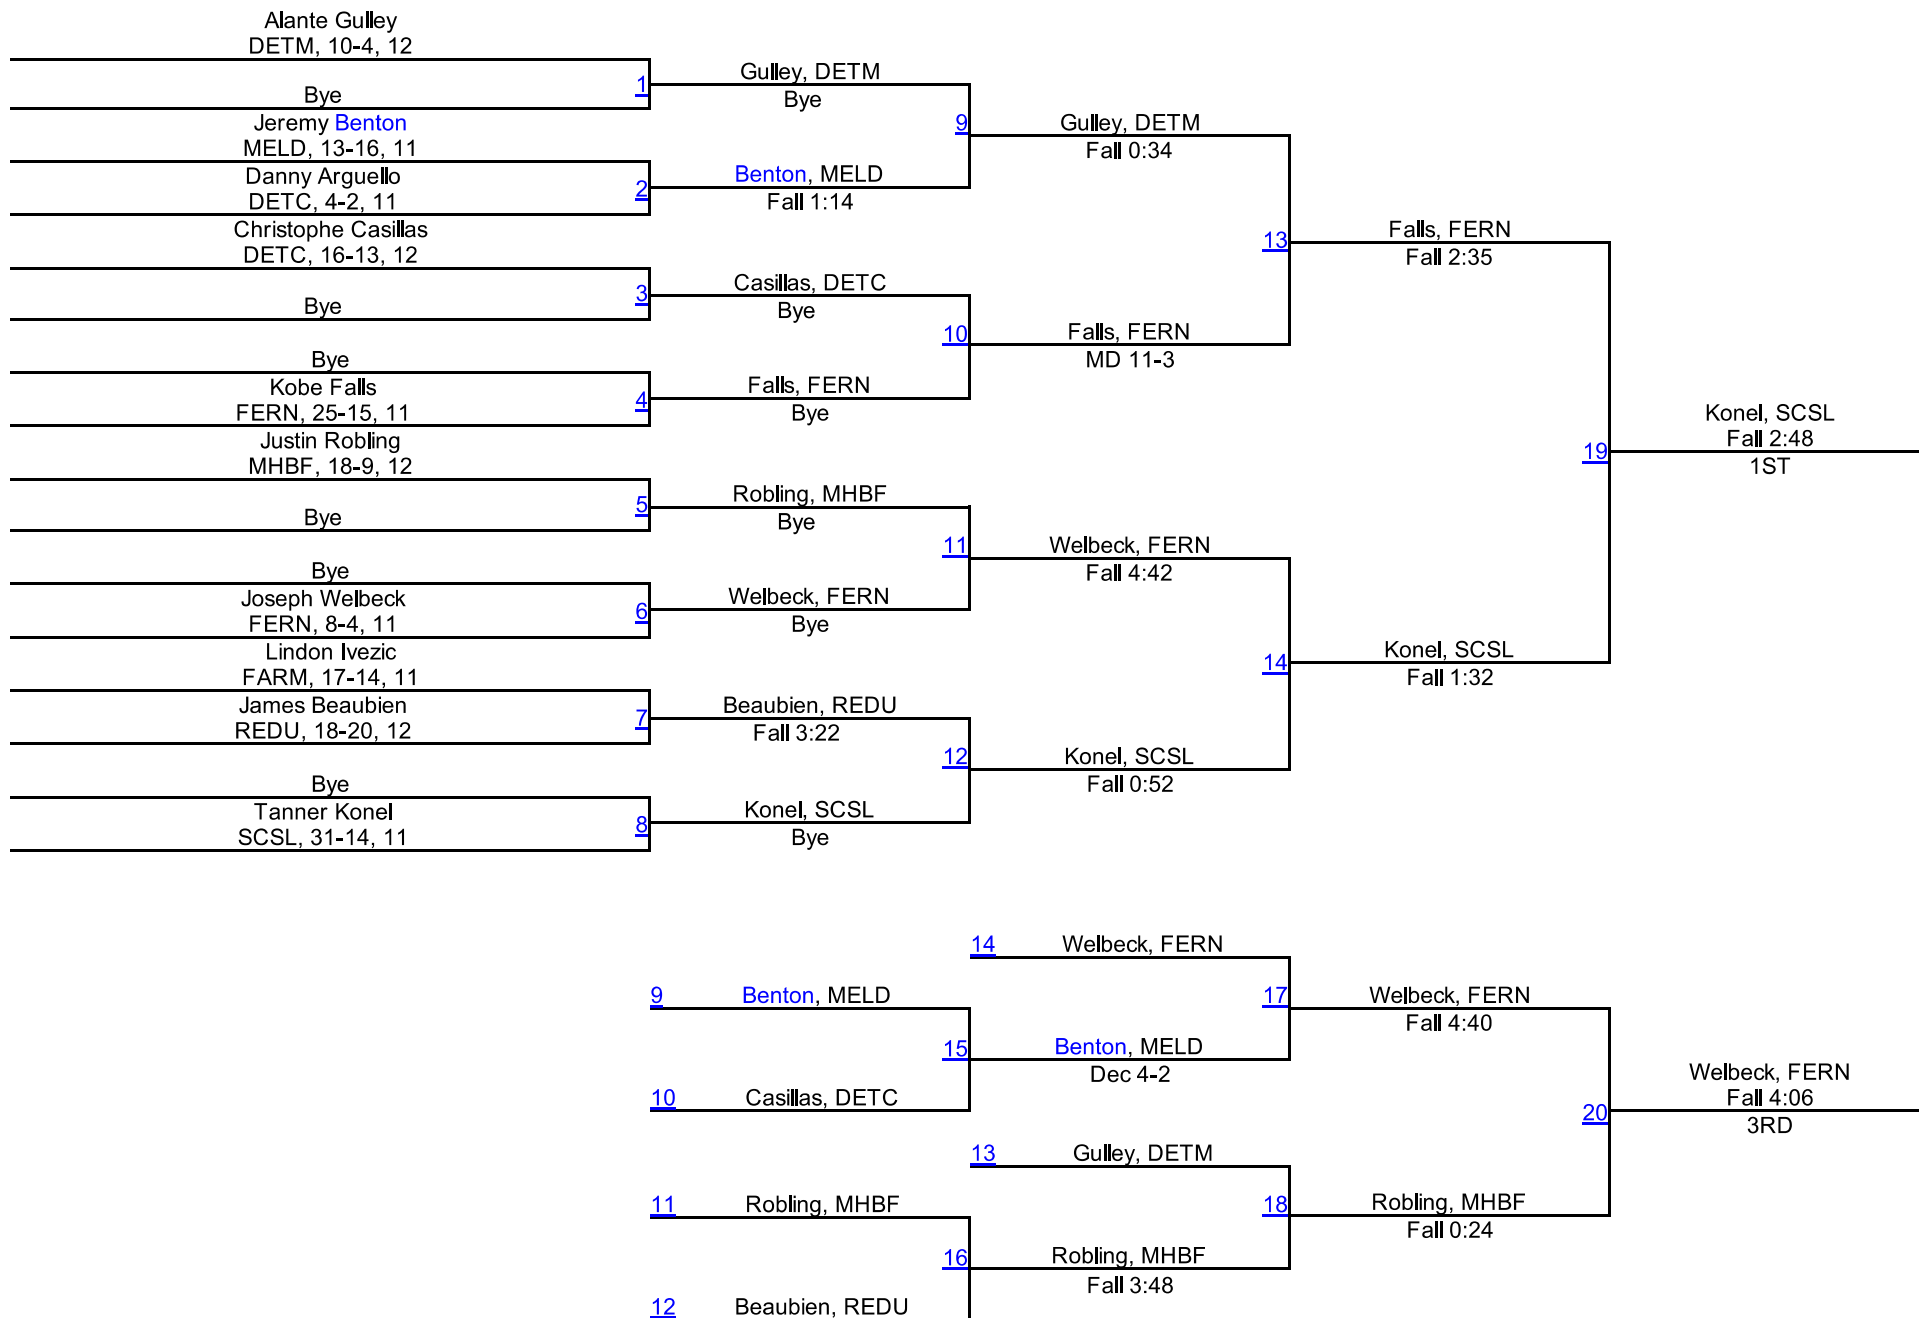 Alante Gulley
DETM, 10-4, 12
1
Bye
Jeremy Benton
MELD, 13-16, 11
Danny Arguello
2
DETC, 4-2, 11
Christophe Casillas
DETC, 16-13, 12
3
Bye
Bye
Kobe Falls
4
FERN, 25-15, 11
Justin Robling
MHBF, 18-9, 12
5
Bye
Bye
Joseph Welbeck
6
FERN, 8-4, 11
Lindon Ivezic
FARM, 17-14, 11
James Beaubien
7
REDU, 18-20, 12
Bye
Tanner Konel
8
SCSL, 31-14, 11
Gulley, DETM
Bye
9
Benton, MELD
Fall 1:14
Casillas, DETC
Bye
10
Falls, FERN
Bye
Robling, MHBF
Bye
11
Welbeck, FERN
Bye
Beaubien, REDU
Fall 3:22
12
Konel, SCSL
Bye
Gulley, DETM
Fall 0:34
13
Falls, FERN
MD 11-3
Welbeck, FERN
Fall 4:42
14
Konel, SCSL
Fall 0:52
Falls, FERN
Fall 2:35
19
Konel, SCSL
Fall 1:32
Konel, SCSL
Fall 2:48
1ST
14 Welbeck, FERN
9 Benton, MELD
17
15
Benton, MELD
Dec 4-2
10 Casillas, DETC
Welbeck, FERN
Fall 4:40
20
Welbeck, FERN
Fall 4:06
3RD
13 Gulley, DETM
11 Robling, MHBF
18
Robling, MHBF
Fall 0:24
16
Robling, MHBF
Fall 3:48
12 Beaubien, REDU